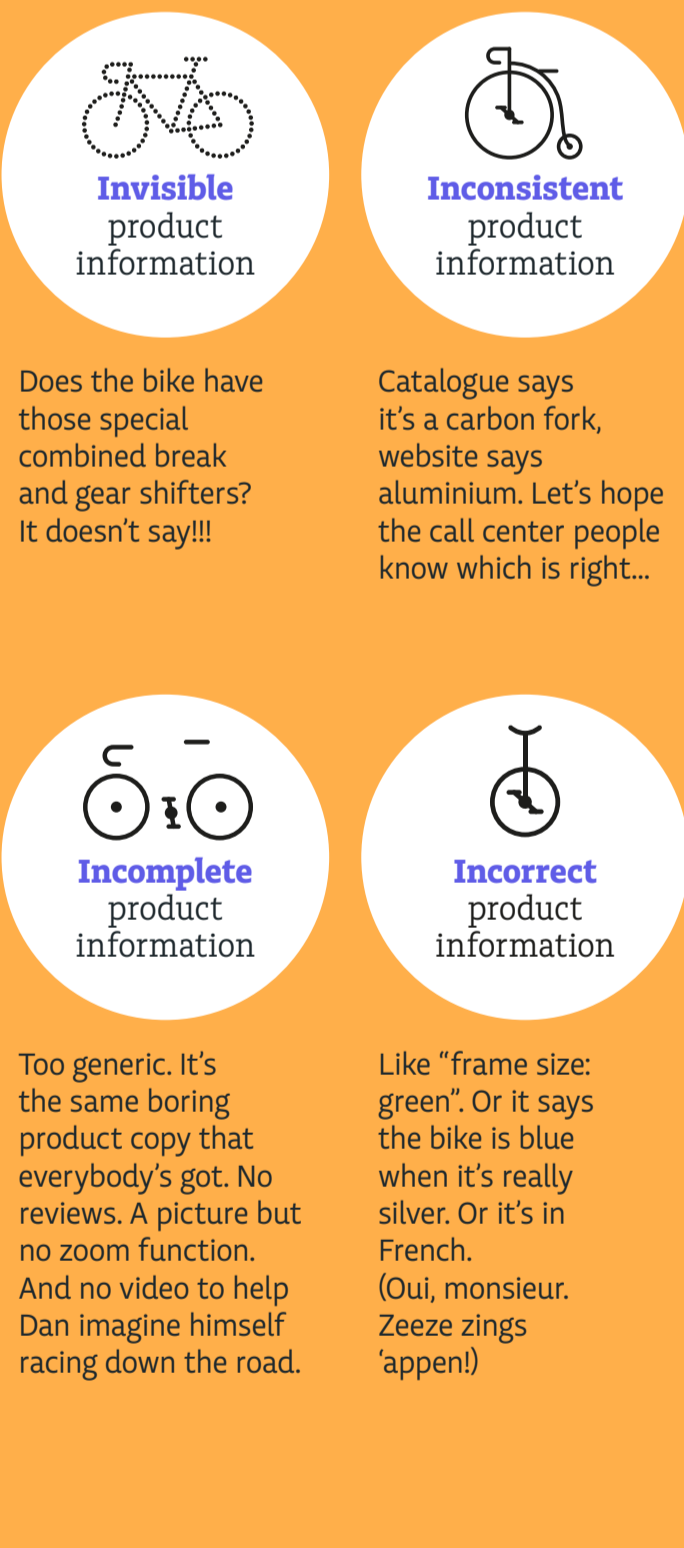 Invisible
product
information
Does the bike have
those special
combined break
and gear shifters?
It doesn’t say!!!
Inconsistent
product
information
Catalogue says
it’s a carbon fork,
website says
aluminium. Let’s hope
the call center people
know which is right...
Incomplete
product
information
Too generic. It’s
the same boring
product copy that
everybody’s got. No
reviews. A picture but
no zoom function.
And no video to help
Dan imagine himself
racing down the road.
Incorrect
product
information
Like “frame size:
green”. Or it says
the bike is blue
when it’s really
silver. Or it’s in
French.
(Oui, monsieur.
Zeeze zings
‘appen!)